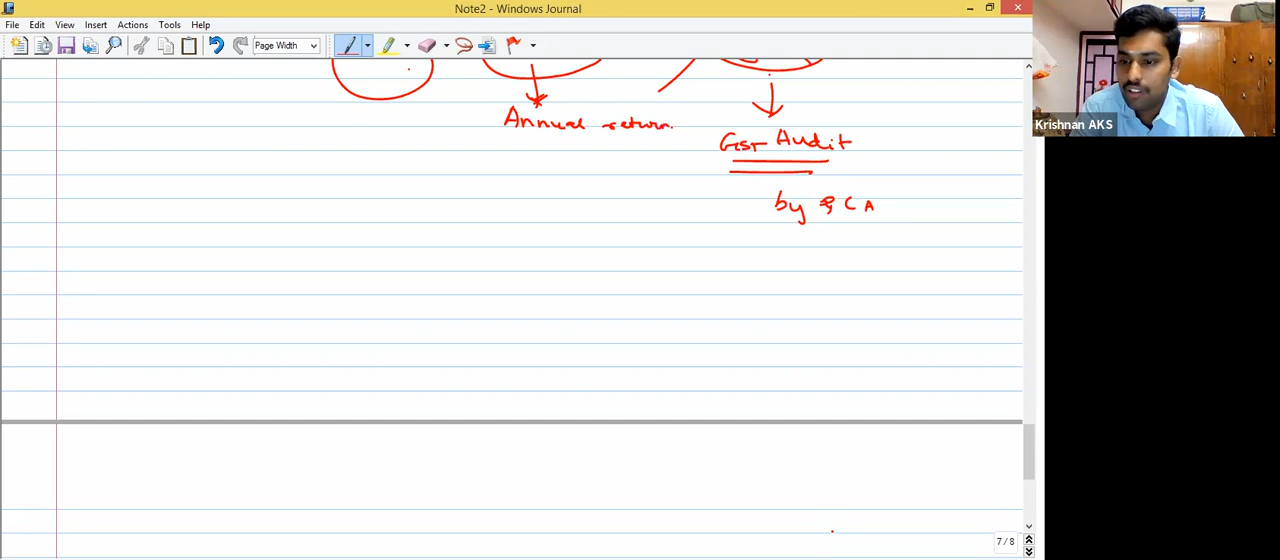 Note2 - Windows Journal
File Edit View Insert Actions Tools Help
Page Width
Krishnan AKS
Annual return.
GST Audit
by CA
7 / 8